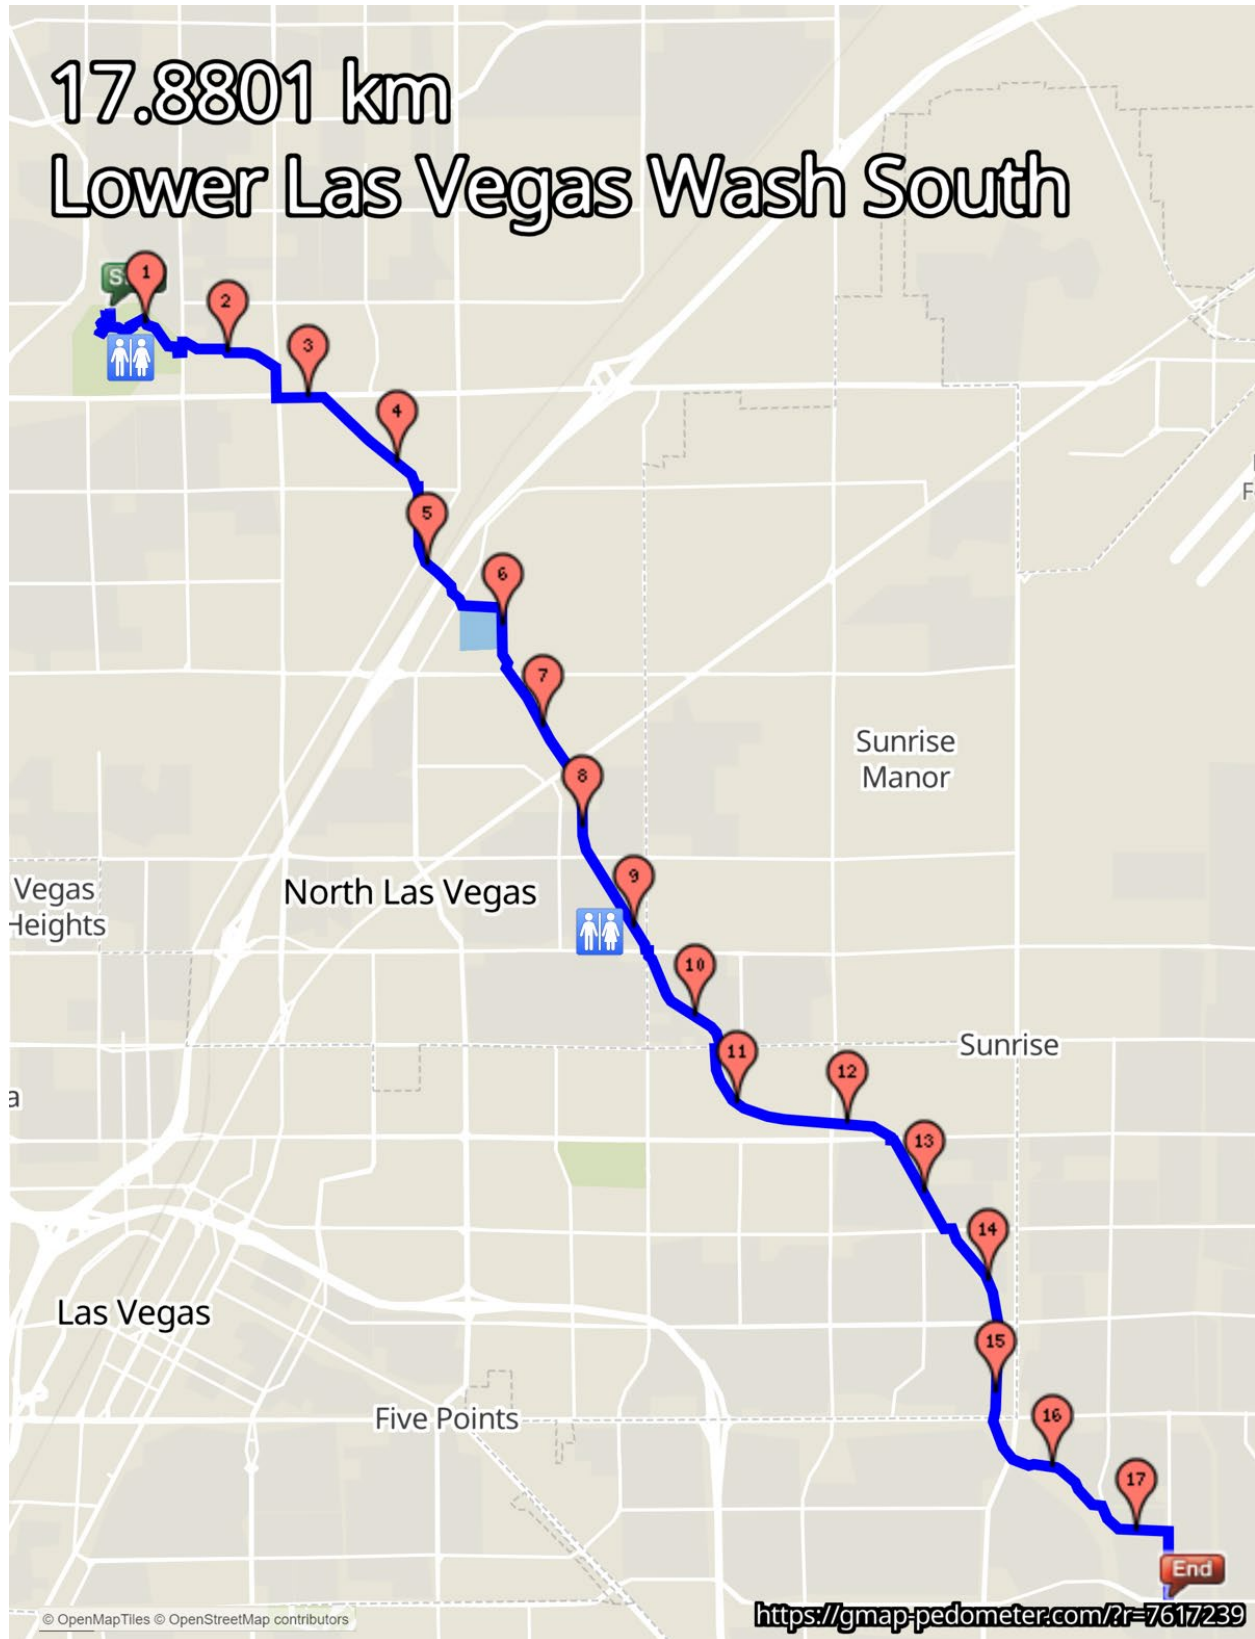 17.8801 km
Lower Las Vegas Wash South
1
2
3
4
5
6
7
8
9
10
11
12
13
14
15
16
17
F
Sunrise
Manor
Vegas
Heights
North Las Vegas
Sunrise
a
Las Vegas
Five Points
End
© OpenMapTiles © OpenStreetMap contributors
https://gmap-pedometer.com/?r=7617239